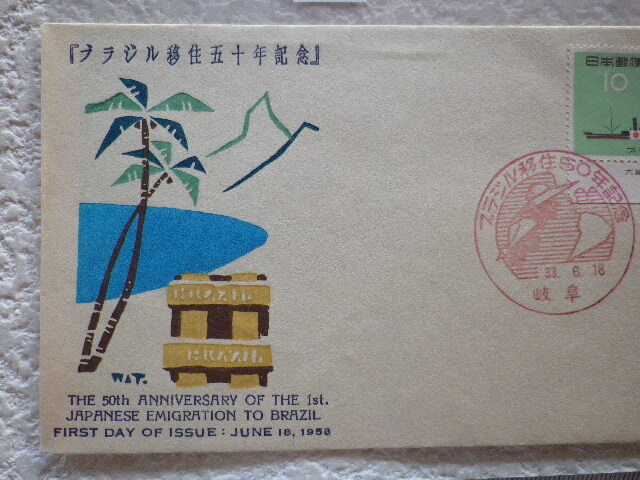 『ブラジル移住五十年記念』
日本郵便
10
ブラジル移住50年記念
33.6.18
岐阜
WAT.
THE 50th ANNIVERSARY OF THE 1st.
JAPANESE EMIGRATION TO BRAZIL
FIRST DAY OF ISSUE : JUNE 18, 1958